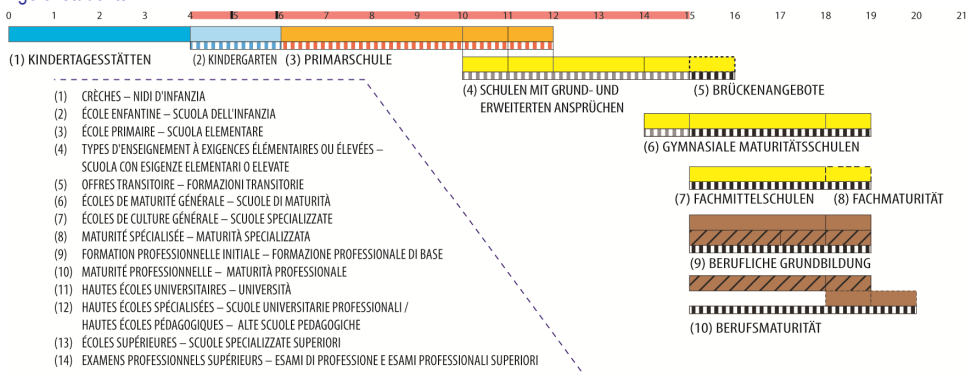 0 1 2 3 4 5 6 7 8 9 10 11 12 13 14 15 16 17 18 19 20 21
(1) KINDERTAGESSTÄTTEN
(2) KINDERGARTEN
(3) PRIMARSCHULE
(4) SCHULEN MIT GRUND- UND
ERWEITERTEN ANSPRÜCHEN
(5) BRÜCKENANGEBOTE
(6) GYMNASIALE MATURITÄTSSCHULEN
(7) FACHMITTELSCHULEN
(8) FACHMATURITÄT
(9) BERUFLICHE GRUNDBILDUNG
(10) BERUFSMATURITÄT
(1) CRÈCHES – NIDI D'INFANZIA
(2) ÉCOLE ENFANTINE – SCUOLA DELL'INFANZIA
(3) ÉCOLE PRIMAIRE – SCUOLA ELEMENTARE
(4) TYPES D'ENSEIGNEMENT À EXIGENCES ÉLÉMENTAIRES OU ÉLEVÉES –
SCUOLA CON ESIGENZE ELEMENTARI O ELEVATE
(5) OFFRES TRANSITOIRE – FORMAZIONI TRANSITORIE
(6) ÉCOLES DE MATURITÉ GÉNÉRALE – SCUOLE DI MATURITÀ
(7) ÉCOLES DE CULTURE GÉNÉRALE – SCUOLE SPECIALIZZATE
(8) MATURITÉ SPÉCIALISÉE – MATURITÀ SPECIALIZZATA
(9) FORMATION PROFESSIONNELLE INITIALE – FORMAZIONE PROFESSIONALE DI BASE
(10) MATURITÉ PROFESSIONNELLE – MATURITÀ PROFESSIONALE
(11) HAUTES ÉCOLES UNIVERSITAIRES – UNIVERSITÀ
(12) HAUTES ÉCOLES SPÉCIALISÉES – SCUOLE UNIVERSITARIE PROFESSIONALI /
HAUTES ÉCOLES PÉDAGOGIQUES – ALTE SCUOLE PEDAGOGICHE
(13) ÉCOLES SUPÉRIEURES – SCUOLE SPECIALIZZATE SUPERIORI
(14) EXAMENS PROFESSIONNELS SUPÉRIEURS – ESAMI DI PROFESSIONE E ESAMI PROFESSIONALI SUPERIORI